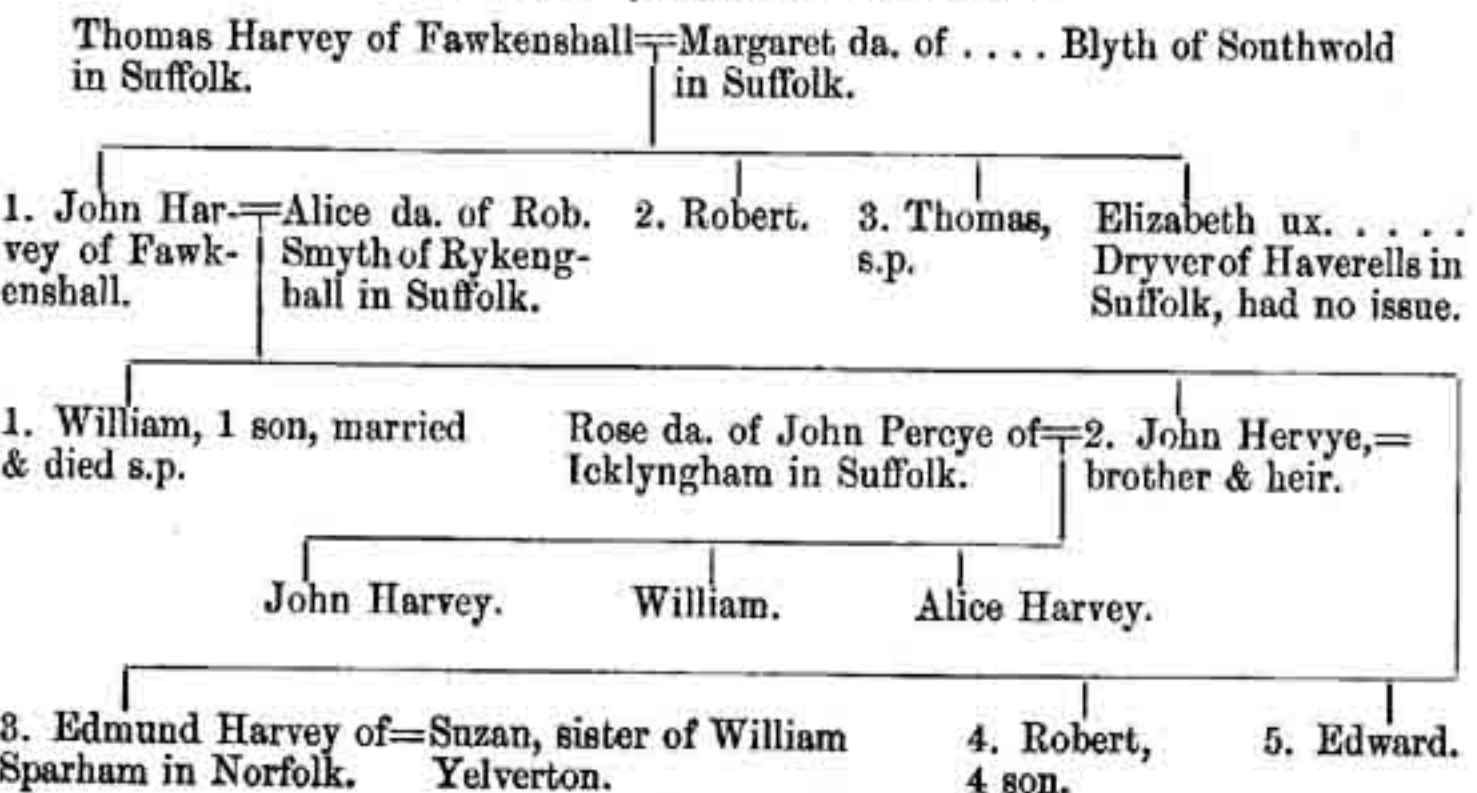 Thomas Harvey of Fawkenshall=Margaret da. of .... Blyth of Southwold
in Suffolk.
in Suffolk.
1. John Har-=Alice da. of Rob.
vey of Fawk-
enshall.
Smyth of Rykeng-
hall in Suffolk.
2. Robert.
3. Thomas,
s.p.
Elizabeth ux. . . . .
Dryver of Haverells in
Suffolk, had no issue.
1. William, 1 son, married
& died s.p.
Rose da. of John Percye of=2. John Hervye,=
Icklyngham in Suffolk.
brother & heir.
John Harvey.
William.
Alice Harvey.
3. Edmund Harvey of=Suzan, sister of William
Sparham in Norfolk.
Yelverton.
4. Robert,
4 son.
5. Edward.